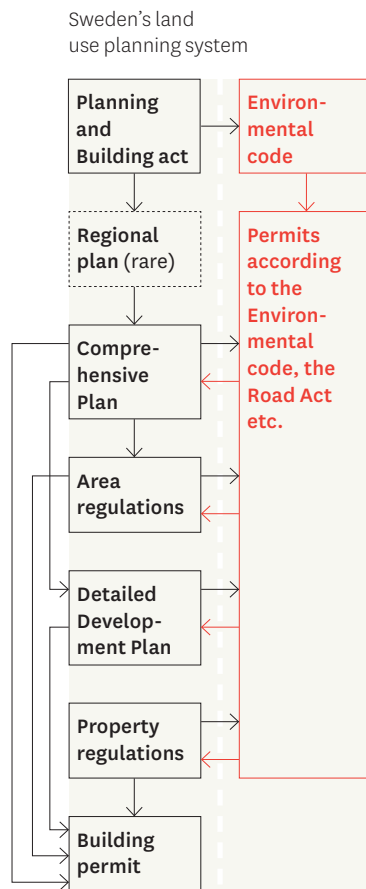 Sweden’s land
use planning system
Planning
and
Building act
Environ-
mental
code
Regional
plan (rare)
Permits
according
to the
Environ-
mental
code, the
Road Act
etc.
Compre-
hensive
Plan
Area
regulations
Detailed
Develop-
ment Plan
Property
regulations
Building
permit